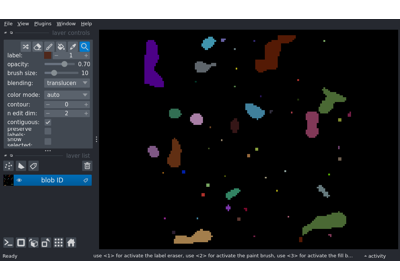 File View Plugins Window Help
layer controls
label: 1
opacity: 0.70
brush size: 10
blending: translucen
color mode: auto
contour: 0
n edit dim: 2
contiguous:
preserve labels:
show selected:
layer list
blob ID
Ready
use <1> for activate the label eraser, use <2> for activate the paint brush, use <3> for activate the fill b...
activity